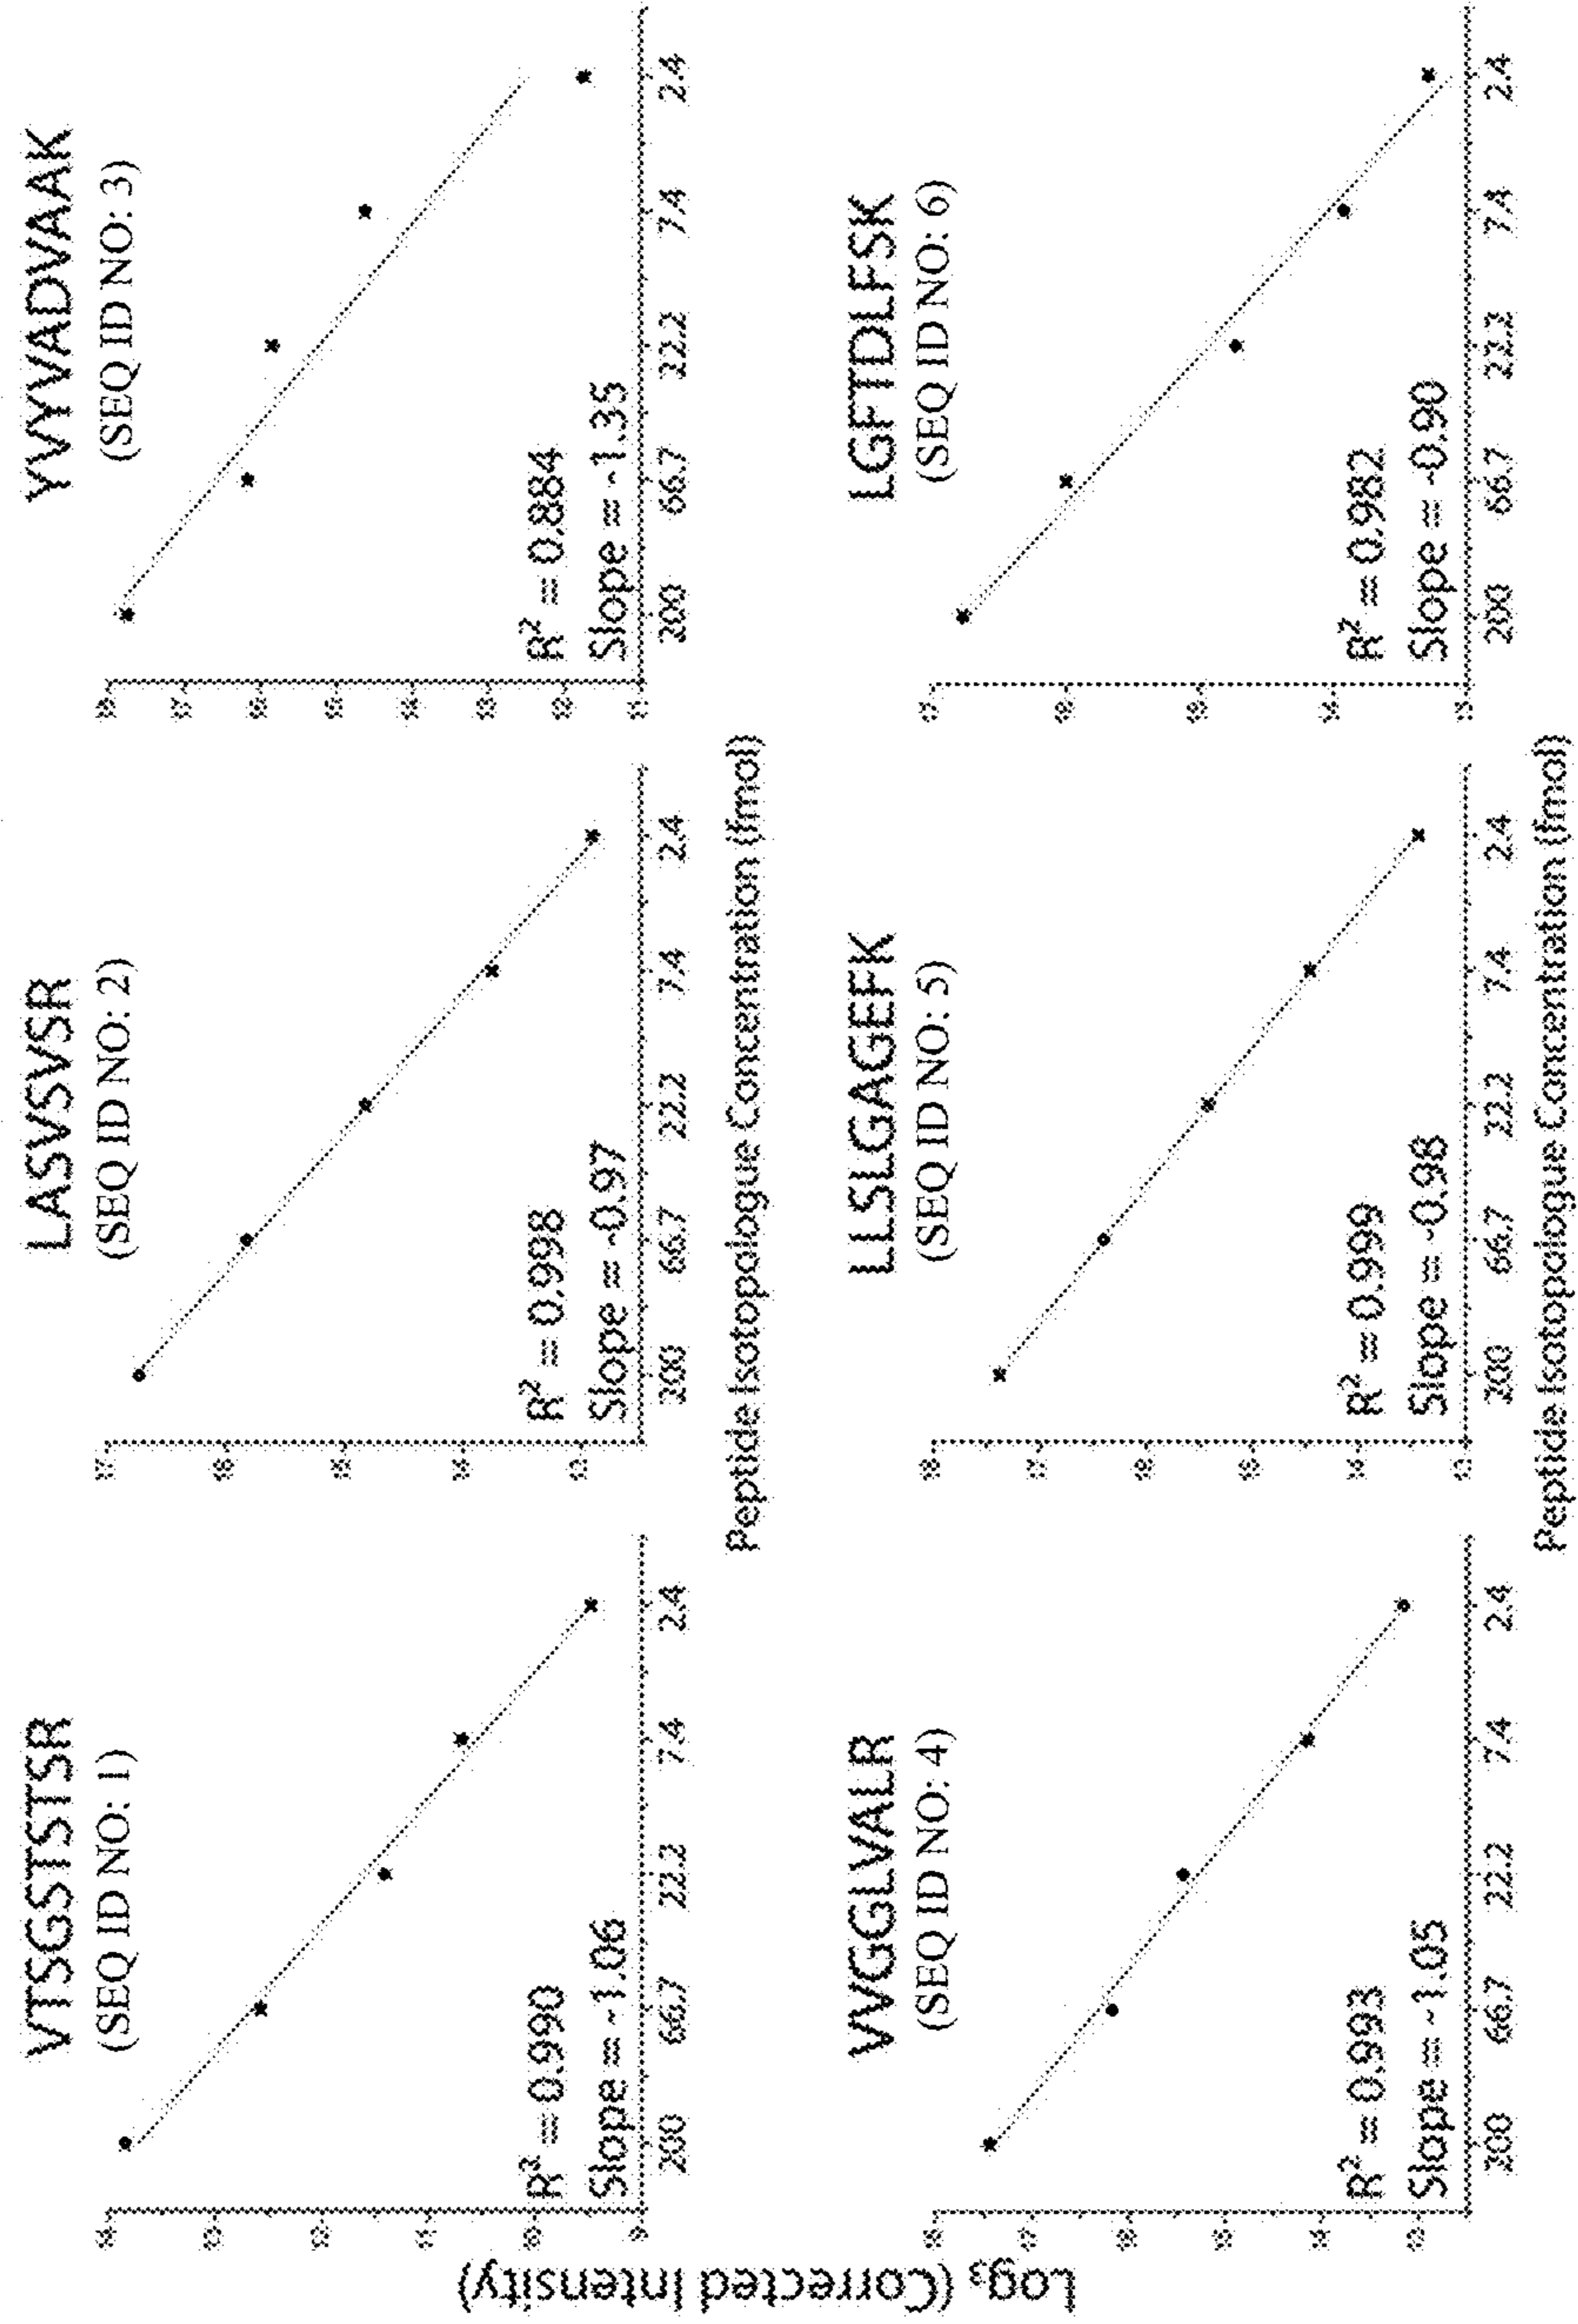 Log₃ (Corrected Intensity)
VTSGSTSTSR
(SEQ ID NO: 1)
R² = 0.990
Slope = -1.06
200 66.7 22.2 7.4 2.4
LASVSVSR
(SEQ ID NO: 2)
R² = 0.998
Slope = -0.97
200 66.7 22.2 7.4 2.4
YVYVADVAAK
(SEQ ID NO: 3)
R² = 0.884
Slope = -1.35
200 66.7 22.2 7.4 2.4
Peptide Isotopologue Concentration (fmol)
VVGGLVALR
(SEQ ID NO: 4)
R² = 0.993
Slope = -1.05
200 66.7 22.2 7.4 2.4
LLSLGAGEFK
(SEQ ID NO: 5)
R² = 0.999
Slope = -0.98
200 66.7 22.2 7.4 2.4
LGFTDLFSK
(SEQ ID NO: 6)
R² = 0.982
Slope = -0.90
200 66.7 22.2 7.4 2.4
Peptide Isotopologue Concentration (fmol)